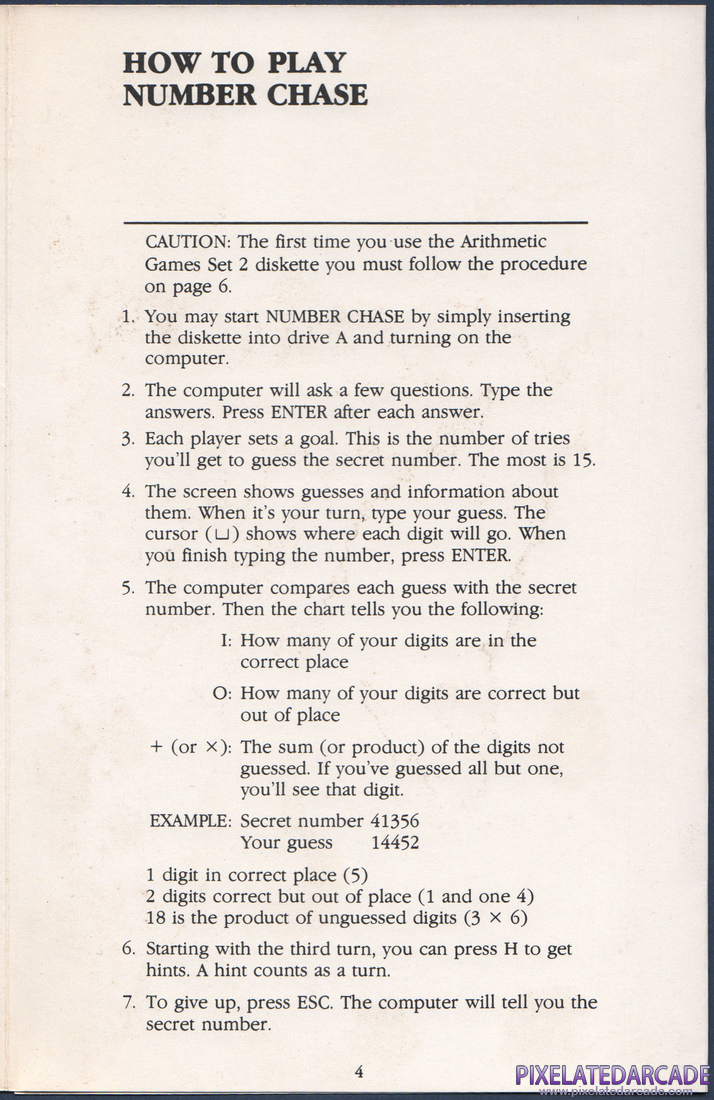 HOW TO PLAY
NUMBER CHASE
CAUTION: The first time you use the Arithmetic
Games Set 2 diskette you must follow the procedure
on page 6.
1. You may start NUMBER CHASE by simply inserting
the diskette into drive A and turning on the
computer.
2. The computer will ask a few questions. Type the
answers. Press ENTER after each answer.
3. Each player sets a goal. This is the number of tries
you'll get to guess the secret number. The most is 15.
4. The screen shows guesses and information about
them. When it's your turn, type your guess. The
cursor (⊔) shows where each digit will go. When
you finish typing the number, press ENTER.
5. The computer compares each guess with the secret
number. Then the chart tells you the following:
I: How many of your digits are in the
correct place
O: How many of your digits are correct but
out of place
+ (or ×): The sum (or product) of the digits not
guessed. If you've guessed all but one,
you'll see that digit.
EXAMPLE: Secret number 41356
Your guess 14452
1 digit in correct place (5)
2 digits correct but out of place (1 and one 4)
18 is the product of unguessed digits (3 × 6)
6. Starting with the third turn, you can press H to get
hints. A hint counts as a turn.
7. To give up, press ESC. The computer will tell you the
secret number.
4
PIXELATEDARCADE
www.pixelatedarcade.com